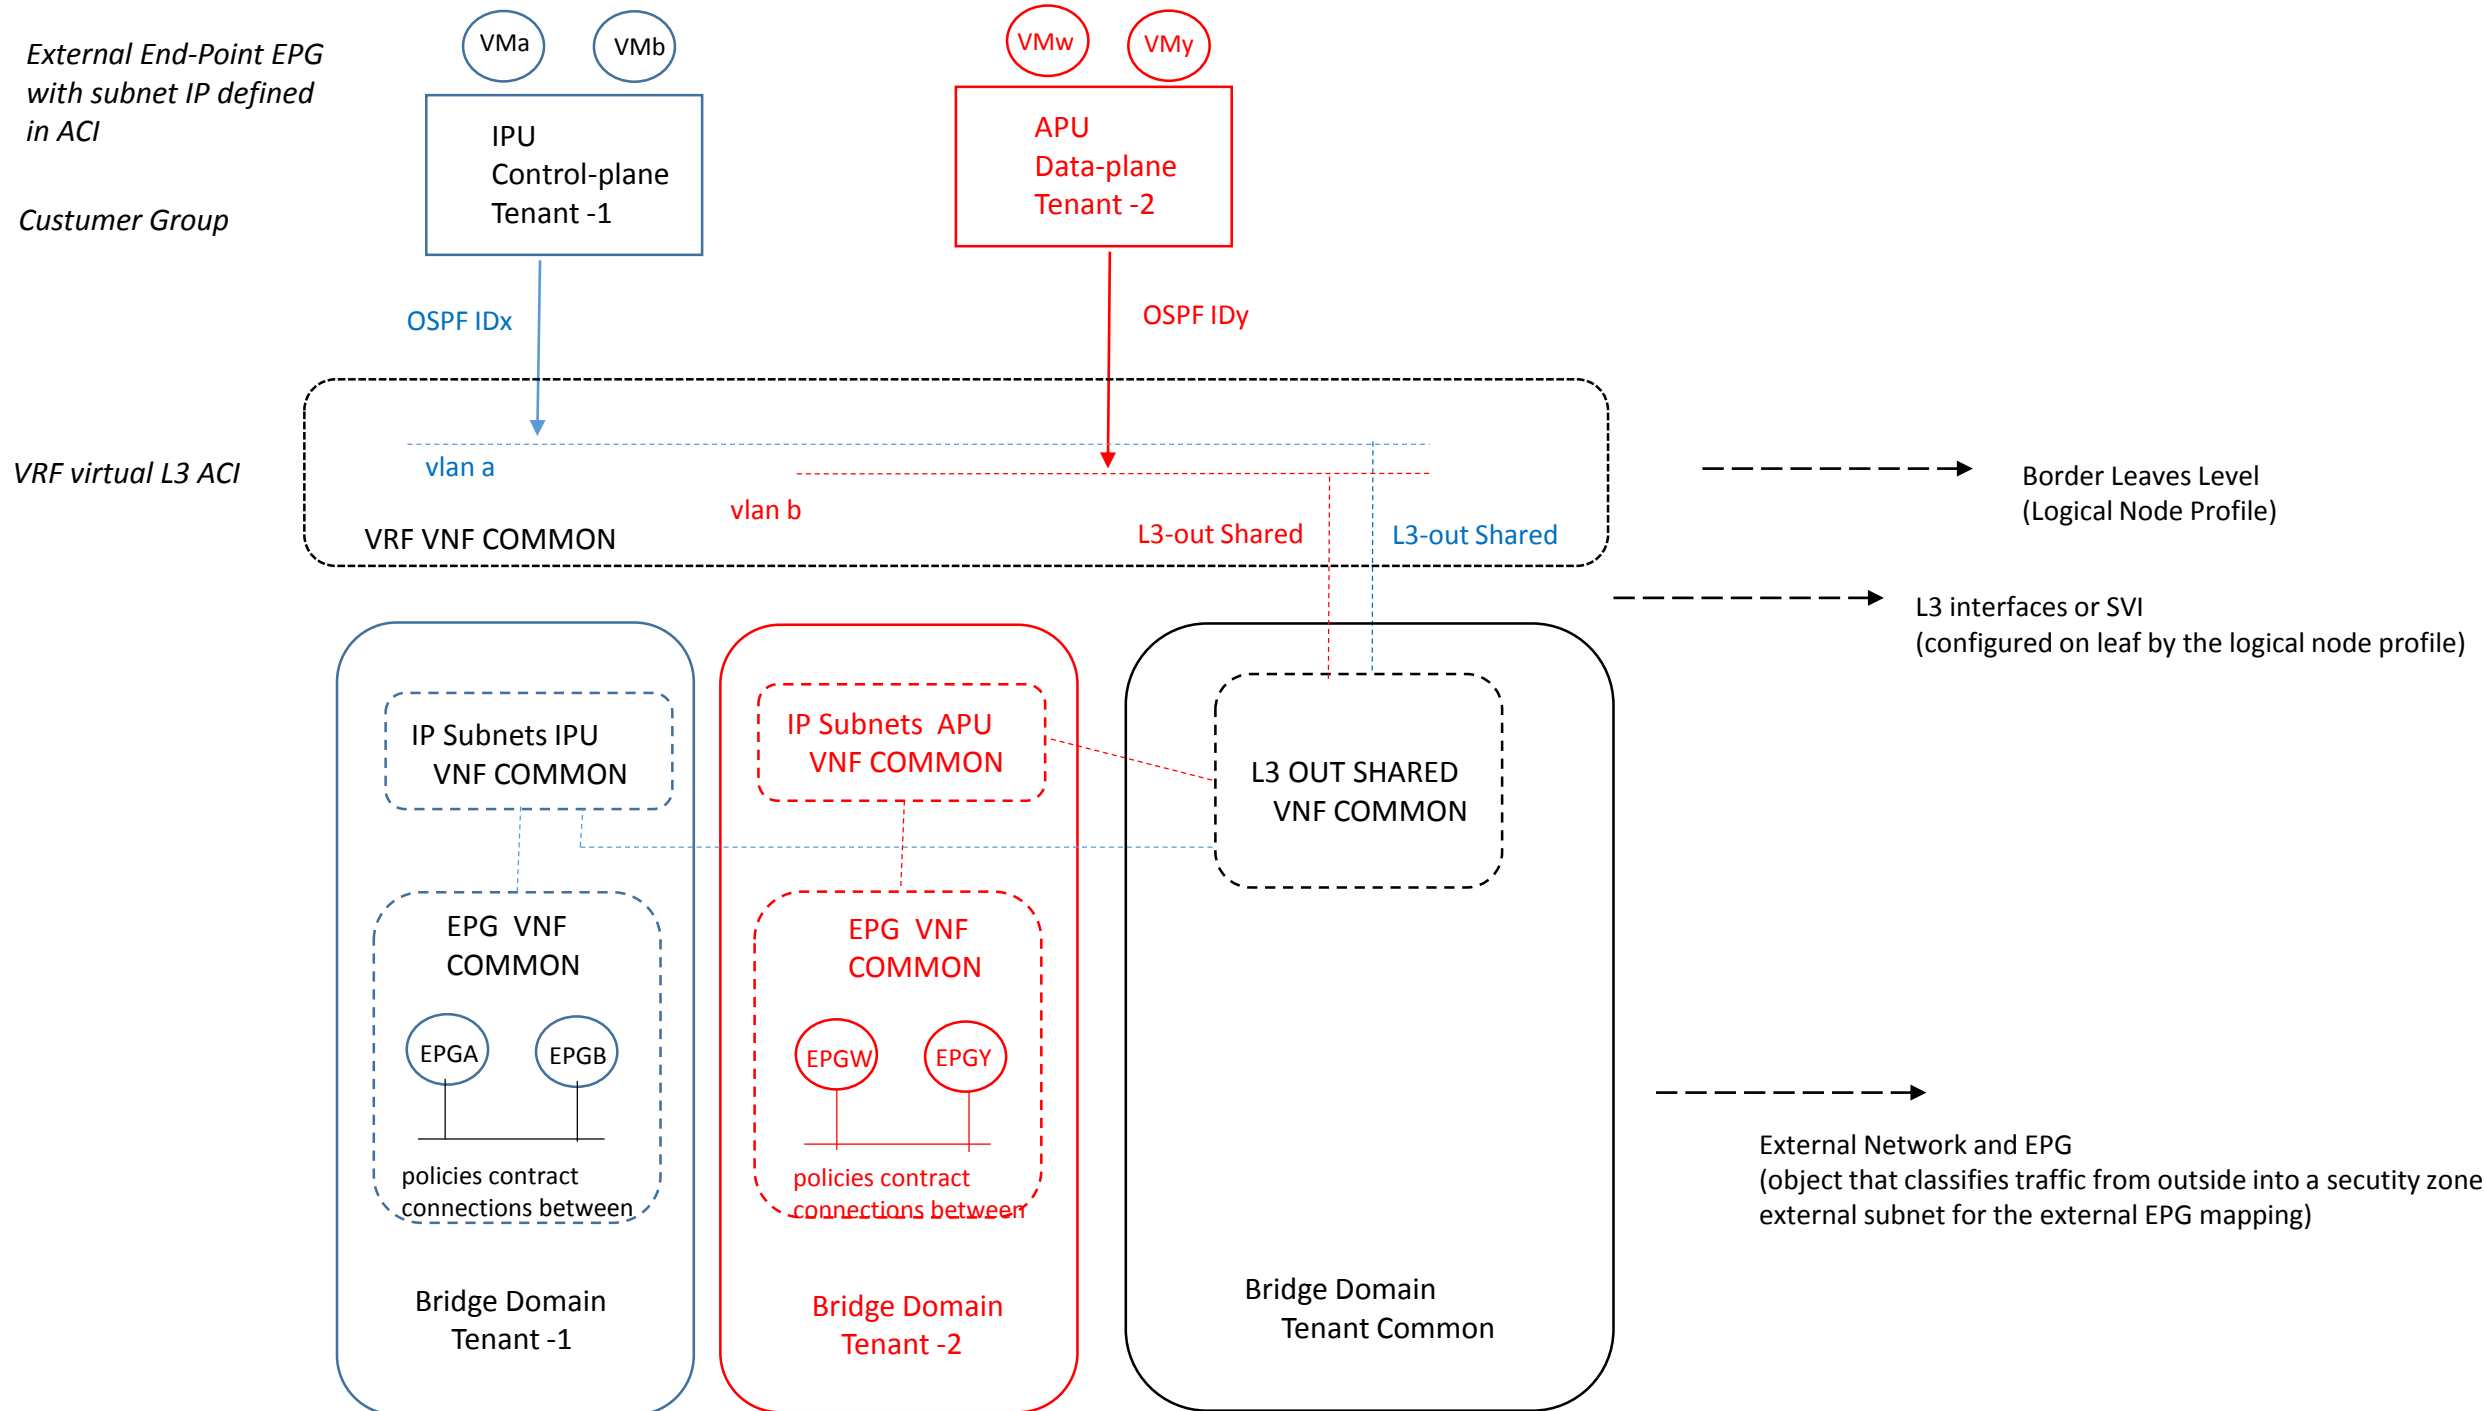 External End-Point EPG
with subnet IP defined
in ACI
VMa
VMb
VMw
VMy
IPU
Control-plane
Tenant -1
APU
Data-plane
Tenant -2
Custumer Group
OSPF IDx
OSPF IDy
VRF virtual L3 ACI
vlan a
vlan b
VRF VNF COMMON
L3-out Shared
L3-out Shared
Border Leaves Level
(Logical Node Profile)
L3 interfaces or SVI
(configured on leaf by the logical node profile)
IP Subnets IPU
VNF COMMON
IP Subnets  APU
VNF COMMON
L3 OUT SHARED
VNF COMMON
EPG  VNF
COMMON
EPG  VNF
COMMON
EPGA
EPGB
EPGW
EPGY
policies contract
connections between
policies contract
connections between
External Network and EPG
(object that classifies traffic from outside into a secutity zone
external subnet for the external EPG mapping)
Bridge Domain
Tenant -1
Bridge Domain
Tenant -2
Bridge Domain
Tenant Common